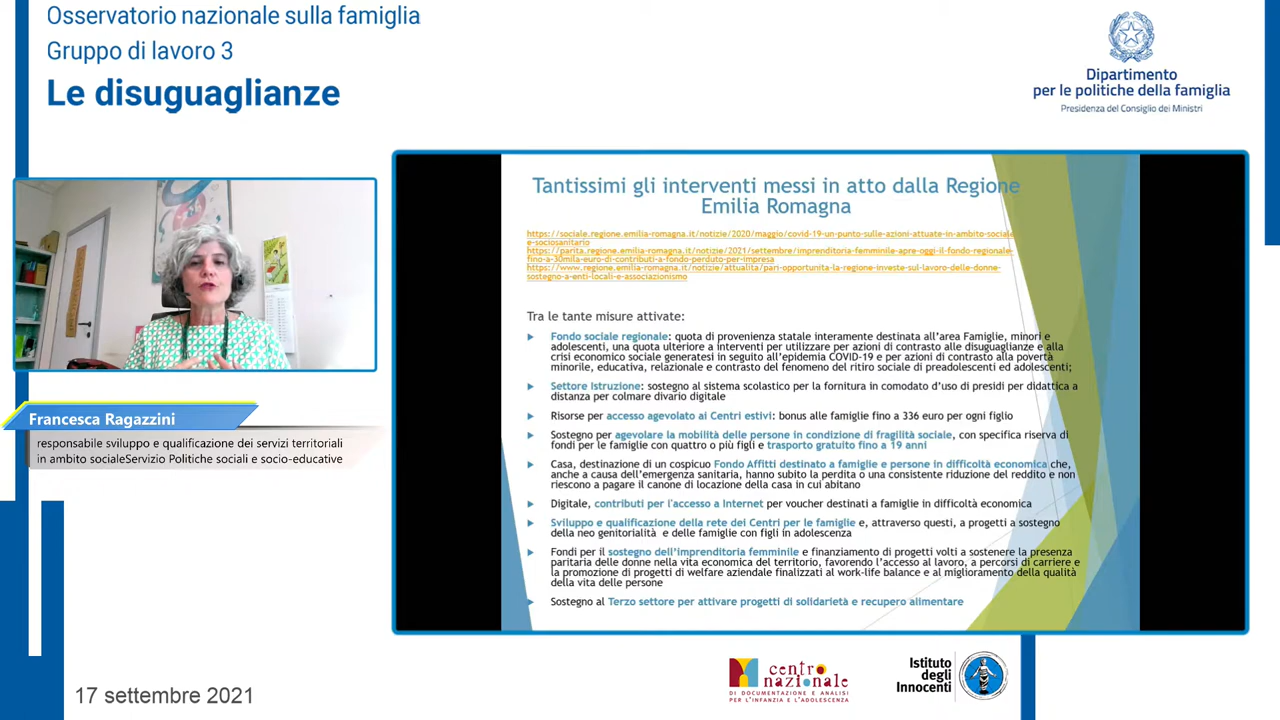 Osservatorio nazionale sulla famiglia
Gruppo di lavoro 3
Le disuguaglianze
Dipartimento
per le politiche della famiglia
Presidenza del Consiglio dei Ministri
Tantissimi gli interventi messi in atto dalla Regione
Emilia Romagna
https://sociale.regione.emilia-romagna.it/notizie/2020/maggio/covid-19-un-punto-sulle-azioni-attuate-in-ambito-sociale-
e-sociosanitario
https://parita.regione.emilia-romagna.it/notizie/2021/settembre/imprenditoria-femminile-apre-oggi-il-fondo-regionale-
fino-a-30mila-euro-di-contributi-a-fondo-perduto-per-impresa
https://www.regione.emilia-romagna.it/notizie/attualita/pari-opportunita-la-regione-investe-sul-lavoro-delle-donne-
sostegno-a-enti-locali-e-associazionismo
Tra le tante misure attivate:
Fondo sociale regionale: quota di provenienza statale interamente destinata all'area Famiglie, minori e
adolescenti, una quota ulteriore a interventi per utilizzare per azioni di contrasto alle disuguaglianze e alla
crisi economico sociale generatesi in seguito all'epidemia COVID-19 e per azioni di contrasto alla povertà
minorile, educativa, relazionale e contrasto del fenomeno del ritiro sociale di preadolescenti ed adolescenti;
Settore Istruzione: sostegno al sistema scolastico per la fornitura in comodato d'uso di presidi per didattica a
distanza per colmare divario digitale
Risorse per accesso agevolato ai Centri estivi: bonus alle famiglie fino a 336 euro per ogni figlio
Sostegno per agevolare la mobilità delle persone in condizione di fragilità sociale, con specifica riserva di
fondi per le famiglie con quattro o più figli e trasporto gratuito fino a 19 anni
Casa, destinazione di un cospicuo Fondo Affitti destinato a famiglie e persone in difficoltà economica che,
anche a causa dell'emergenza sanitaria, hanno subito la perdita o una consistente riduzione del reddito e non
riescono a pagare il canone di locazione della casa in cui abitano
Digitale, contributi per l'accesso a Internet per voucher destinati a famiglie in difficoltà economica
Sviluppo e qualificazione della rete dei Centri per le famiglie e, attraverso questi, a progetti a sostegno
della neo genitorialità e delle famiglie con figli in adolescenza
Fondi per il sostegno dell'imprenditoria femminile e finanziamento di progetti volti a sostenere la presenza
paritaria delle donne nella vita economica del territorio, favorendo l'accesso al lavoro, a percorsi di carriere e
la promozione di progetti di welfare aziendale finalizzati al work-life balance e al miglioramento della qualità
della vita delle persone
Sostegno al Terzo settore per attivare progetti di solidarietà e recupero alimentare
Francesca Ragazzini
responsabile sviluppo e qualificazione dei servizi territoriali
in ambito socialeServizio Politiche sociali e socio-educative
17 settembre 2021
centro
nazionale
DI DOCUMENTAZIONE E ANALISI
PER L'INFANZIA E L'ADOLESCENZA
Istituto
degli
Innocenti